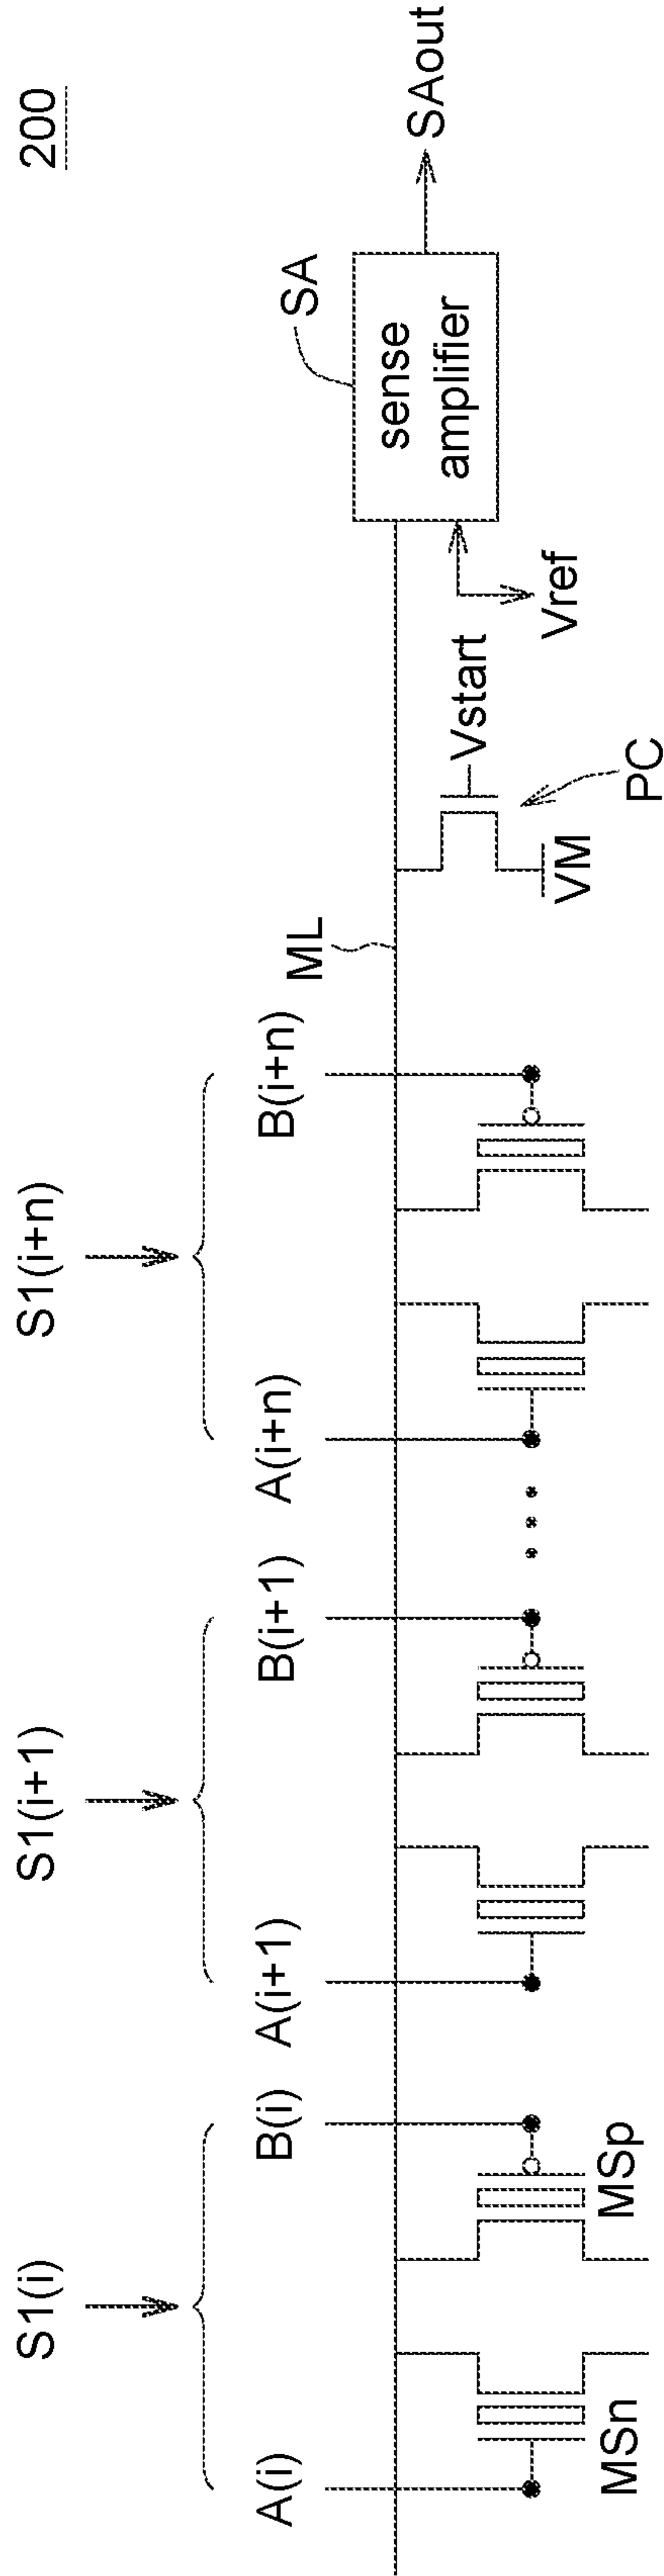 200
S1(i)
S1(i+1)
S1(i+n)
A(i)
B(i)
A(i+1)
B(i+1)
A(i+n)
B(i+n)
ML
SA
sense
amplifier
SAout
Vstart
Vref
VM
PC
MSn
MSp